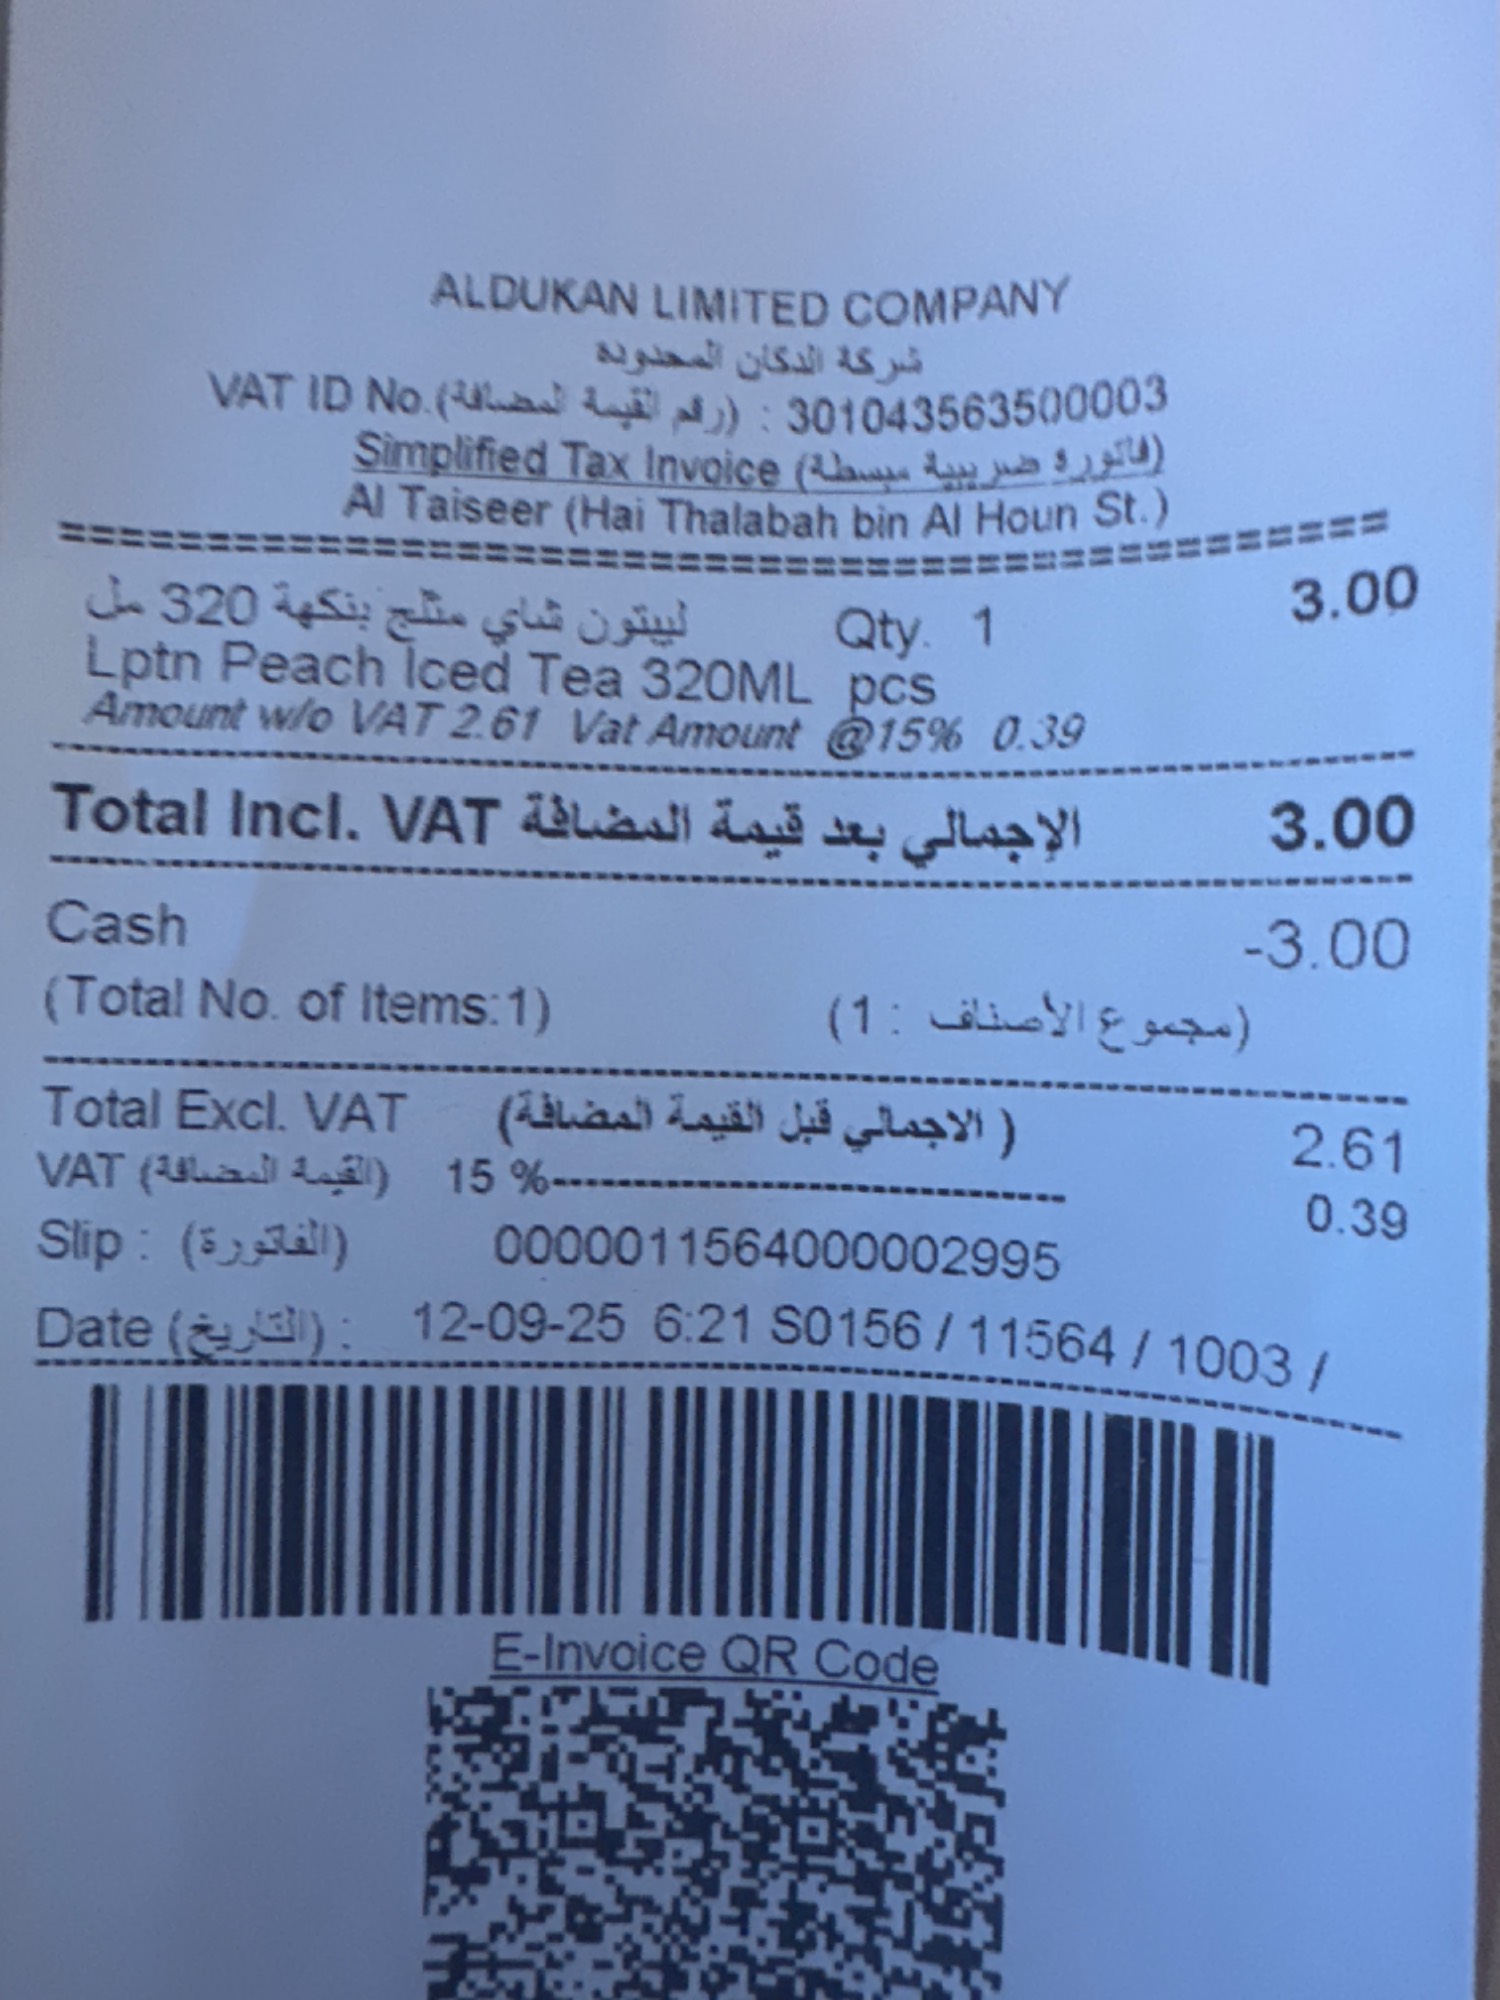 ALDUKAN LIMITED COMPANY
شركة الدكان المحدوده
VAT ID No.(رقم القيمة المضافة) : 301043563500003
Simplified Tax Invoice (فاتورة ضريبية مبسطة)
Al Taiseer (Hai Thalabah bin Al Houn St.)
==================================================
ليبتون شاي مثلج بنكهة 320 مل Qty. 1 3.00
Lptn Peach Iced Tea 320ML pcs
Amount w/o VAT 2.61 Vat Amount @15% 0.39
Total Incl. VAT الإجمالي بعد قيمة المضافة 3.00
Cash -3.00
(Total No. of Items:1) (مجموع الأصناف : 1)
Total Excl. VAT (الاجمالي قبل القيمة المضافة ) 2.61
VAT (القيمة المضافة) 15 %-------------------------------- 0.39
Slip : (الفاتورة) 0000011564000002995
Date (التاريخ) : 12-09-25 6:21 S0156 / 11564 / 1003 /
E-Invoice QR Code